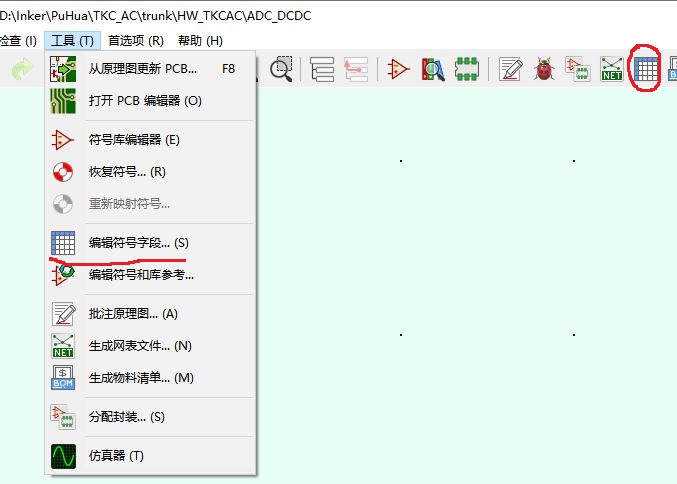 D:\Inker\PuHua\TKC_AC\trunk\HW_TKCAC\ADC_DCDC
检查 (I) 工具 (T) 首选项 (R) 帮助 (H)
从原理图更新 PCB... F8
打开 PCB 编辑器 (O)
符号库编辑器 (E)
恢复符号... (R)
重新映射符号...
编辑符号字段... (S)
编辑符号和库参考...
批注原理图... (A)
NET
生成网表文件... (N)
BOM
生成物料清单... (M)
分配封装... (S)
仿真器 (T)
NET